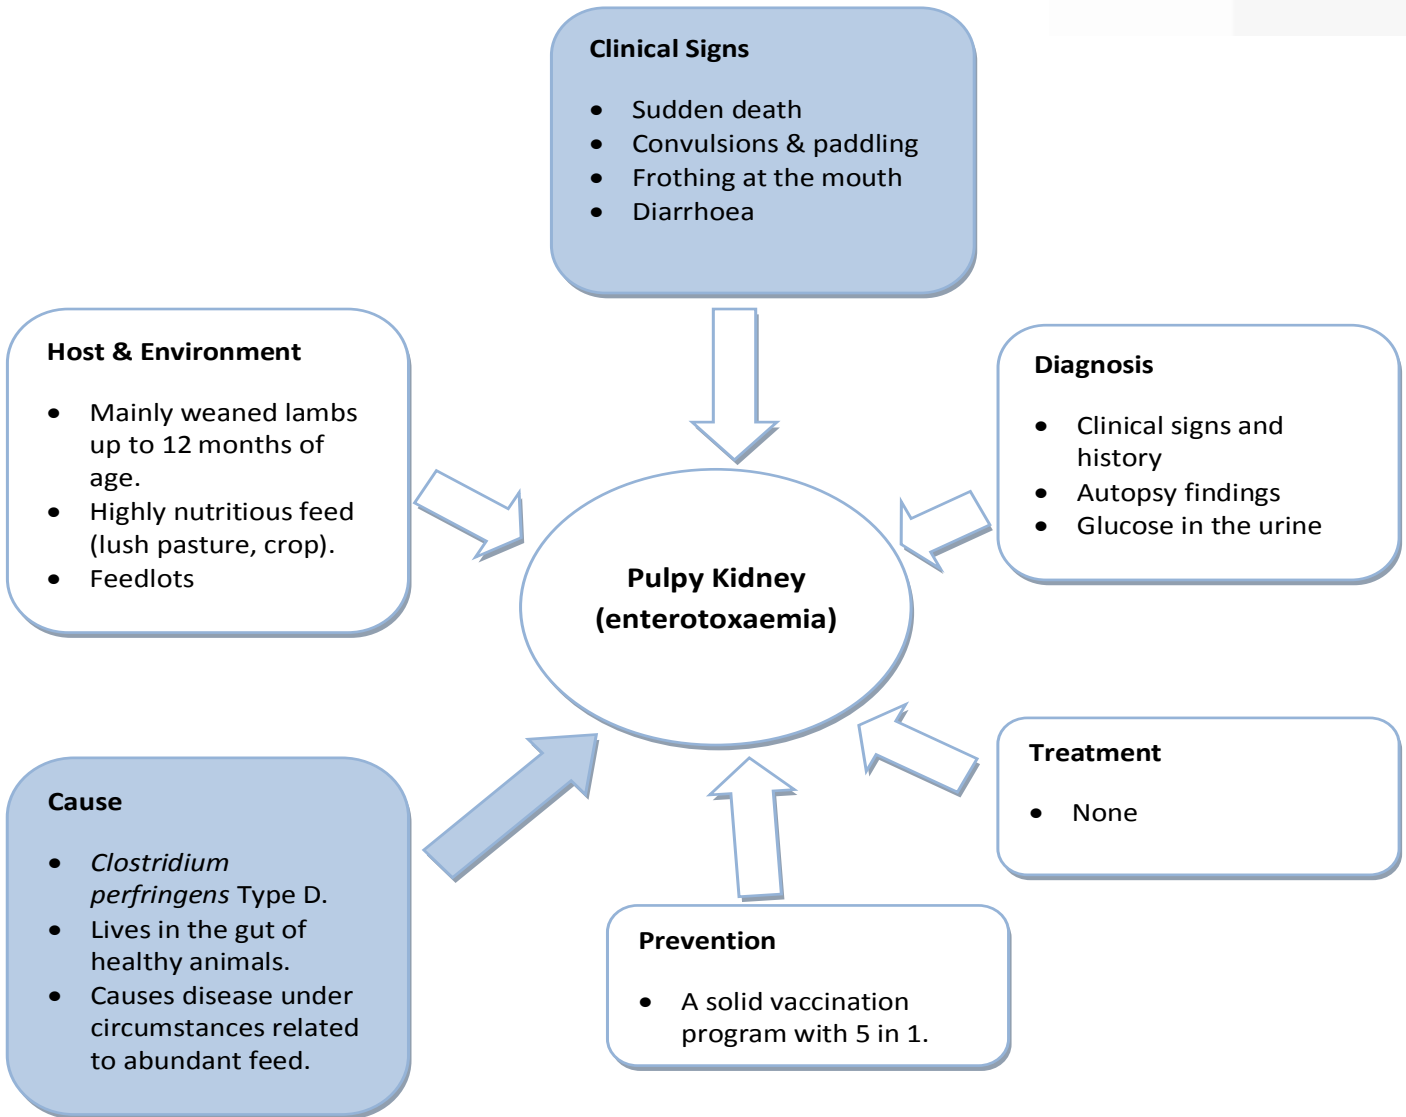 Clinical Signs
• Sudden death
• Convulsions & paddling
• Frothing at the mouth
• Diarrhoea
Host & Environment
• Mainly weaned lambs
up to 12 months of
age.
• Highly nutritious feed
(lush pasture, crop).
• Feedlots
Diagnosis
• Clinical signs and
history
• Autopsy findings
• Glucose in the urine
Pulpy Kidney
(enterotoxaemia)
Cause
• Clostridium
perfringens Type D.
• Lives in the gut of
healthy animals.
• Causes disease under
circumstances related
to abundant feed.
Treatment
• None
Prevention
• A solid vaccination
program with 5 in 1.